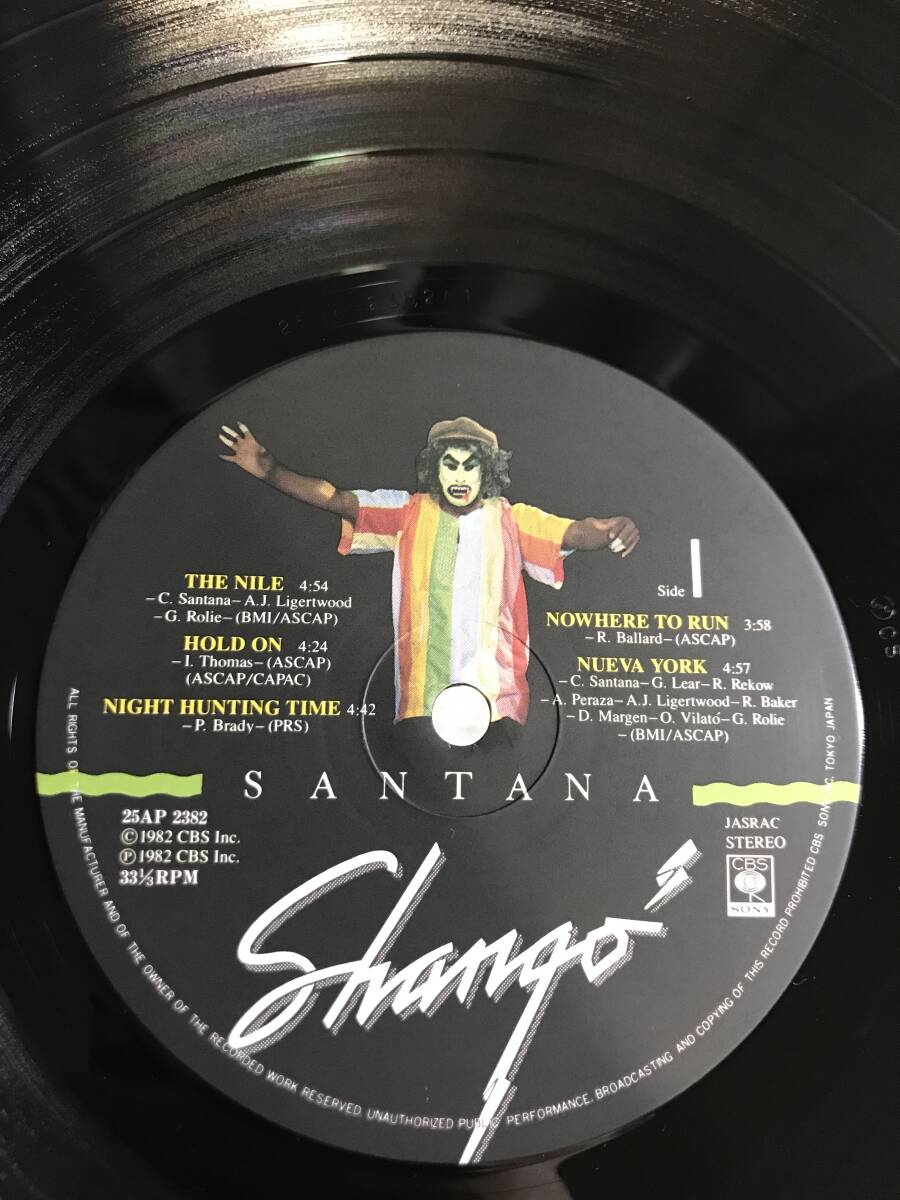 THE NILE 4:54
–C. Santana–A.J. Ligertwood
–G. Rolie–(BMI/ASCAP)
HOLD ON 4:24
–I. Thomas–(ASCAP)
(ASCAP/CAPAC)
NIGHT HUNTING TIME 4:42
–P. Brady–(PRS)
Side 1
NOWHERE TO RUN 3:58
–R. Ballard–(ASCAP)
NUEVA YORK 4:57
–C. Santana–G. Lear–R. Rekow
–A. Peraza–A.J. Ligertwood–R. Baker
–D. Margen–O. Vilató–G. Rolie
–(BMI/ASCAP)
SANTANA
25AP 2382
©1982 CBS Inc.
℗1982 CBS Inc.
33⅓RPM
JASRAC
STEREO
CBS
SONY
Shangó
ALL RIGHTS OF THE MANUFACTURER AND OF THE OWNER OF THE RECORDED WORK RESERVED. UNAUTHORIZED PUBLIC PERFORMANCE, BROADCASTING AND COPYING OF THIS RECORD PROHIBITED CBS SONY INC. TOKYO JAPAN